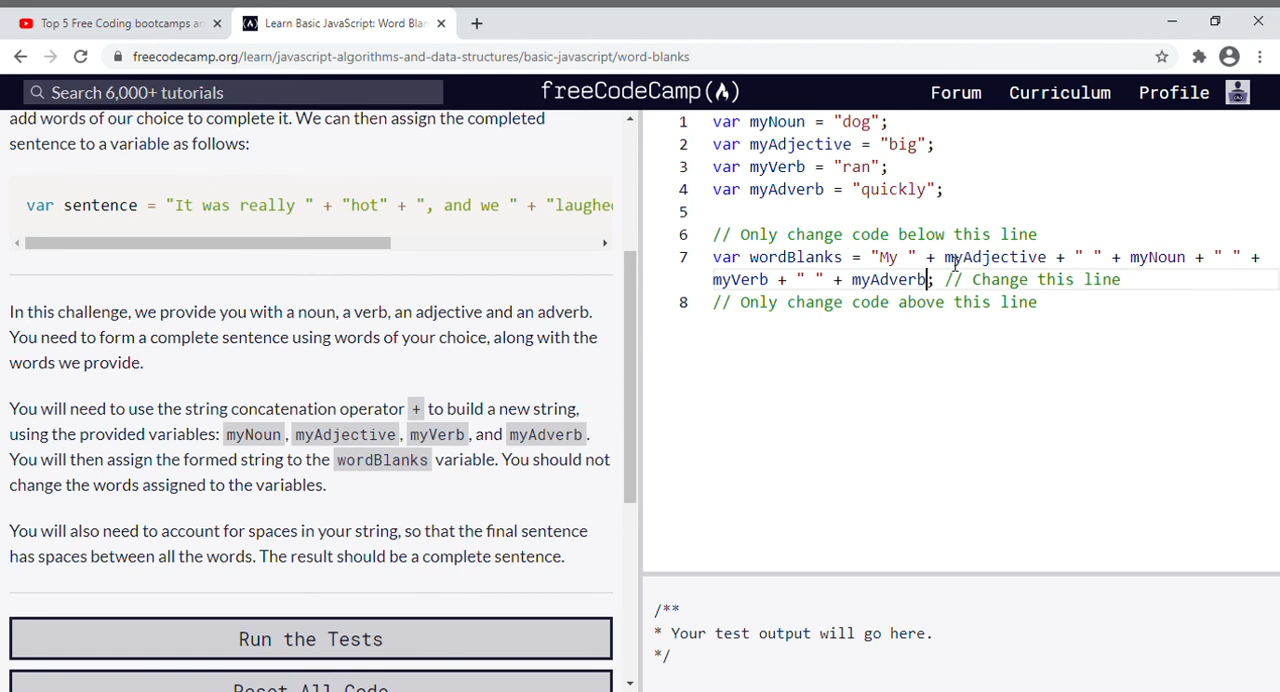 Top 5 Free Coding bootcamps a
Learn Basic JavaScript: Word Blan
freecodecamp.org/learn/javascript-algorithms-and-data-structures/basic-javascript/word-blanks
Search 6,000+ tutorials
freeCodeCamp
Forum
Curriculum
Profile
add words of our choice to complete it. We can then assign the completed
sentence to a variable as follows:
var sentence = "It was really " + "hot" + ", and we " + "laughed
In this challenge, we provide you with a noun, a verb, an adjective and an adverb.
You need to form a complete sentence using words of your choice, along with the
words we provide.
You will need to use the string concatenation operator + to build a new string,
using the provided variables: myNoun, myAdjective, myVerb, and myAdverb.
You will then assign the formed string to the wordBlanks variable. You should not
change the words assigned to the variables.
You will also need to account for spaces in your string, so that the final sentence
has spaces between all the words. The result should be a complete sentence.
Run the Tests
Reset All Code
1 var myNoun = "dog";
2 var myAdjective = "big";
3 var myVerb = "ran";
4 var myAdverb = "quickly";
5
6 // Only change code below this line
7 var wordBlanks = "My " + myAdjective + " " + myNoun + " " +
myVerb + " " + myAdverb; // Change this line
8 // Only change code above this line
/**
* Your test output will go here.
*/